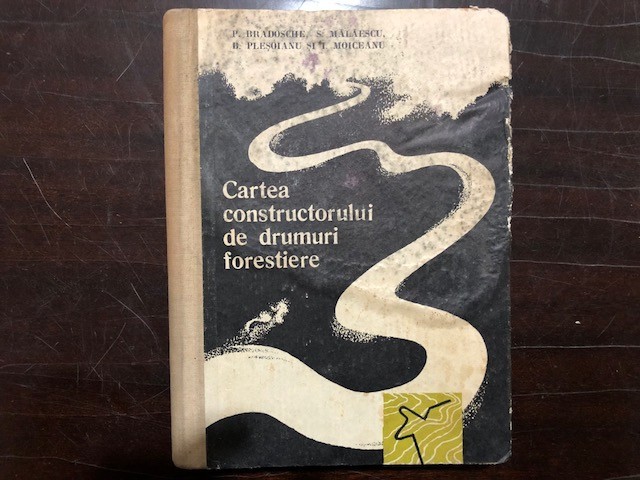 P. BRADOSCHE, S. MĂLĂESCU,
D. PLEȘOIANU ȘI I. MOICEANU
Cartea
constructorului
de drumuri
forestiere